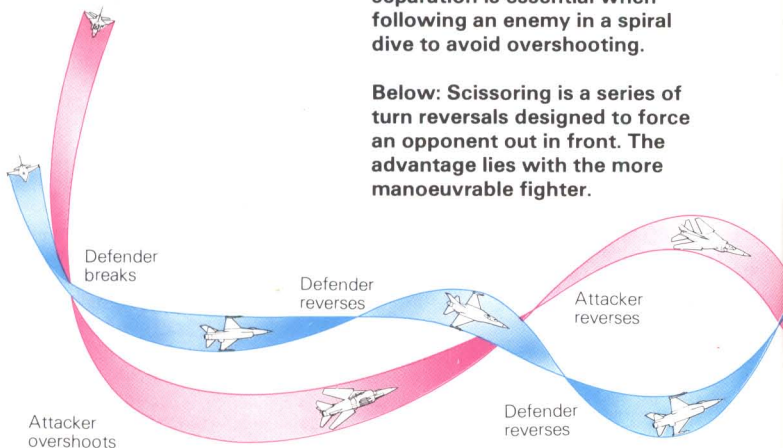 separation is essential when
following an enemy in a spiral
dive to avoid overshooting.
Below: Scissoring is a series of
turn reversals designed to force
an opponent out in front. The
advantage lies with the more
manoeuvrable fighter.
Defender
breaks
Defender
reverses
Attacker
reverses
Attacker
overshoots
Defender
reverses